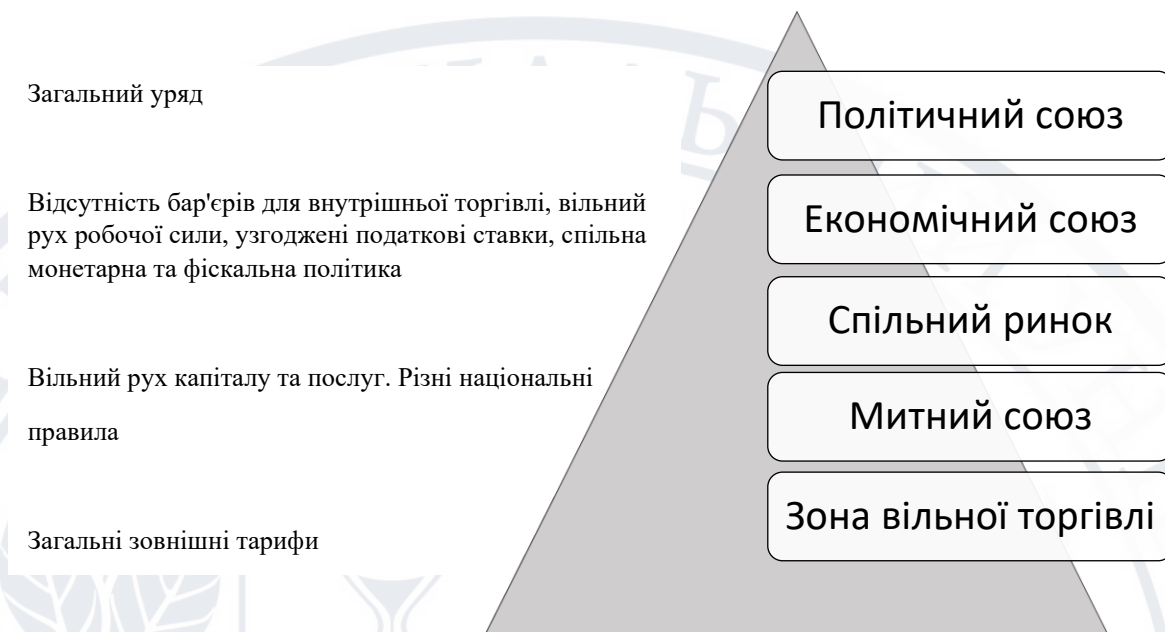 Загальний уряд
Політичний союз
Відсутність бар'єрів для внутрішньої торгівлі, вільний
рух робочої сили, узгоджені податкові ставки, спільна
монетарна та фіскальна політика
Економічний союз
Спільний ринок
Вільний рух капіталу та послуг. Різні національні
правила
Митний союз
Зона вільної торгівлі
Загальні зовнішні тарифи